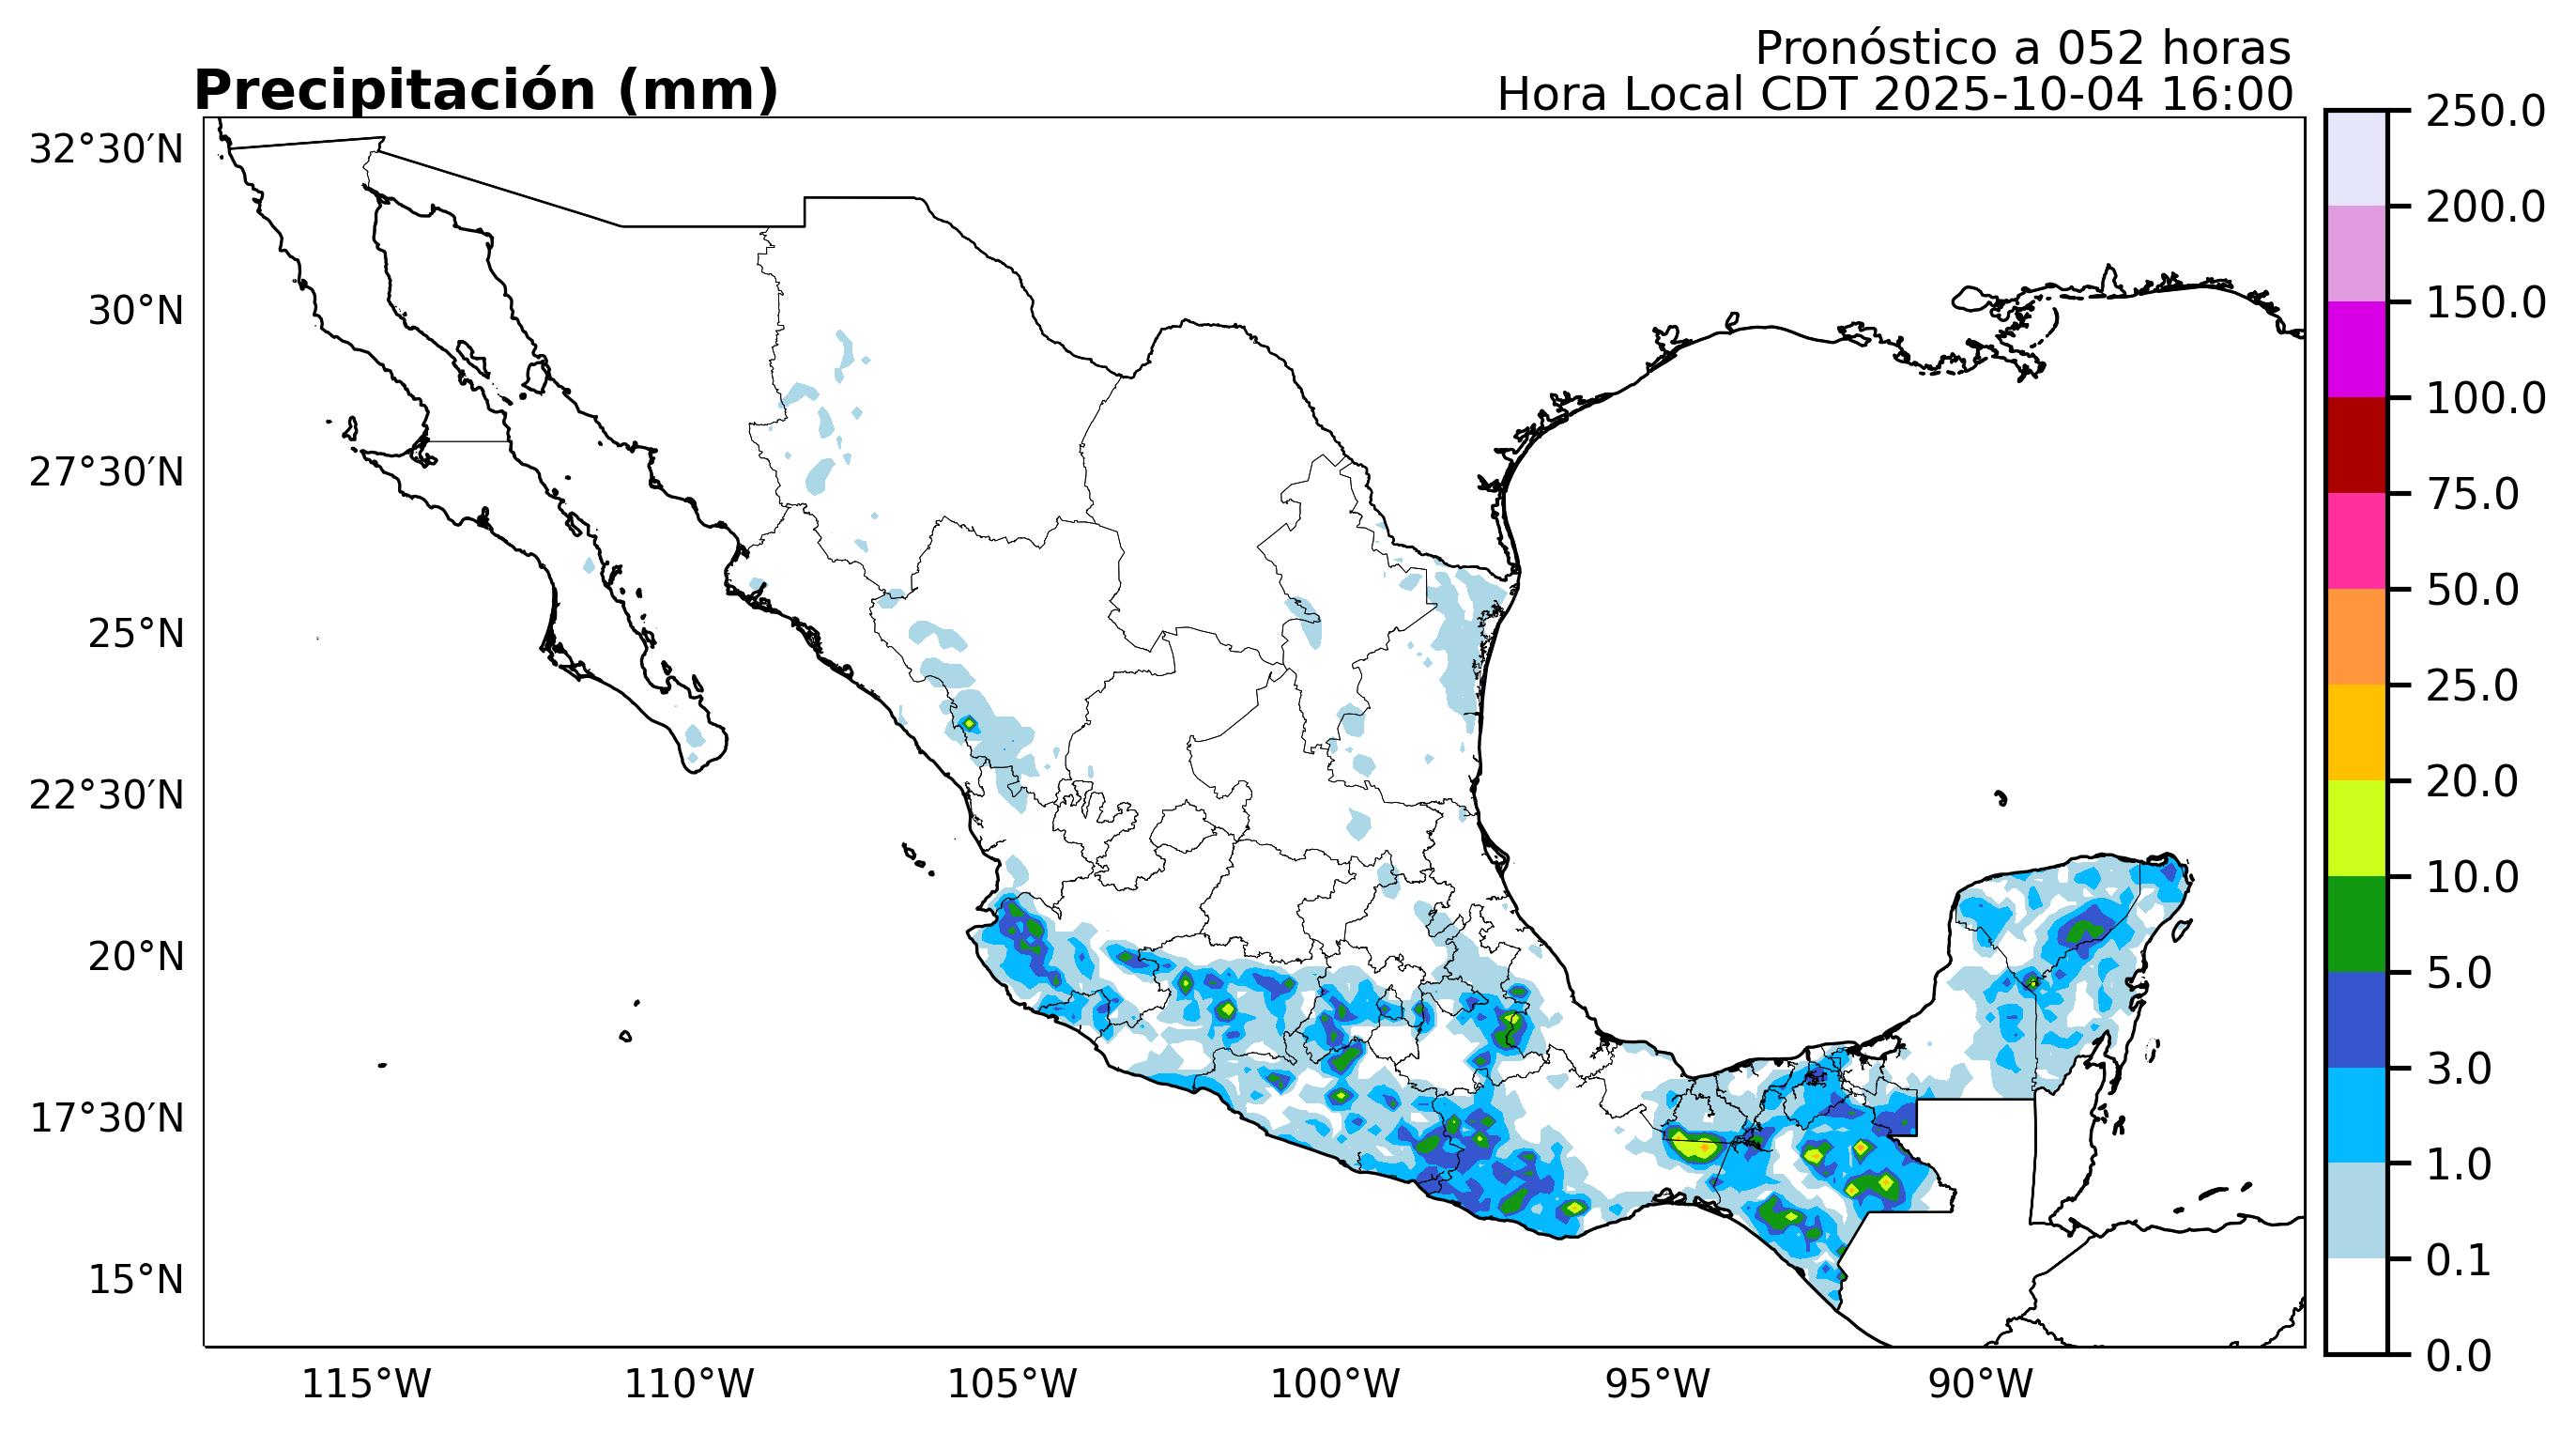 Pronóstico a 052 horas
Precipitación (mm)
Hora Local CDT 2025-10-04 16:00
32°30′N
30°N
27°30′N
25°N
22°30′N
20°N
17°30′N
15°N
115°W
110°W
105°W
100°W
95°W
90°W
250.0
200.0
150.0
100.0
75.0
50.0
25.0
20.0
10.0
5.0
3.0
1.0
0.1
0.0